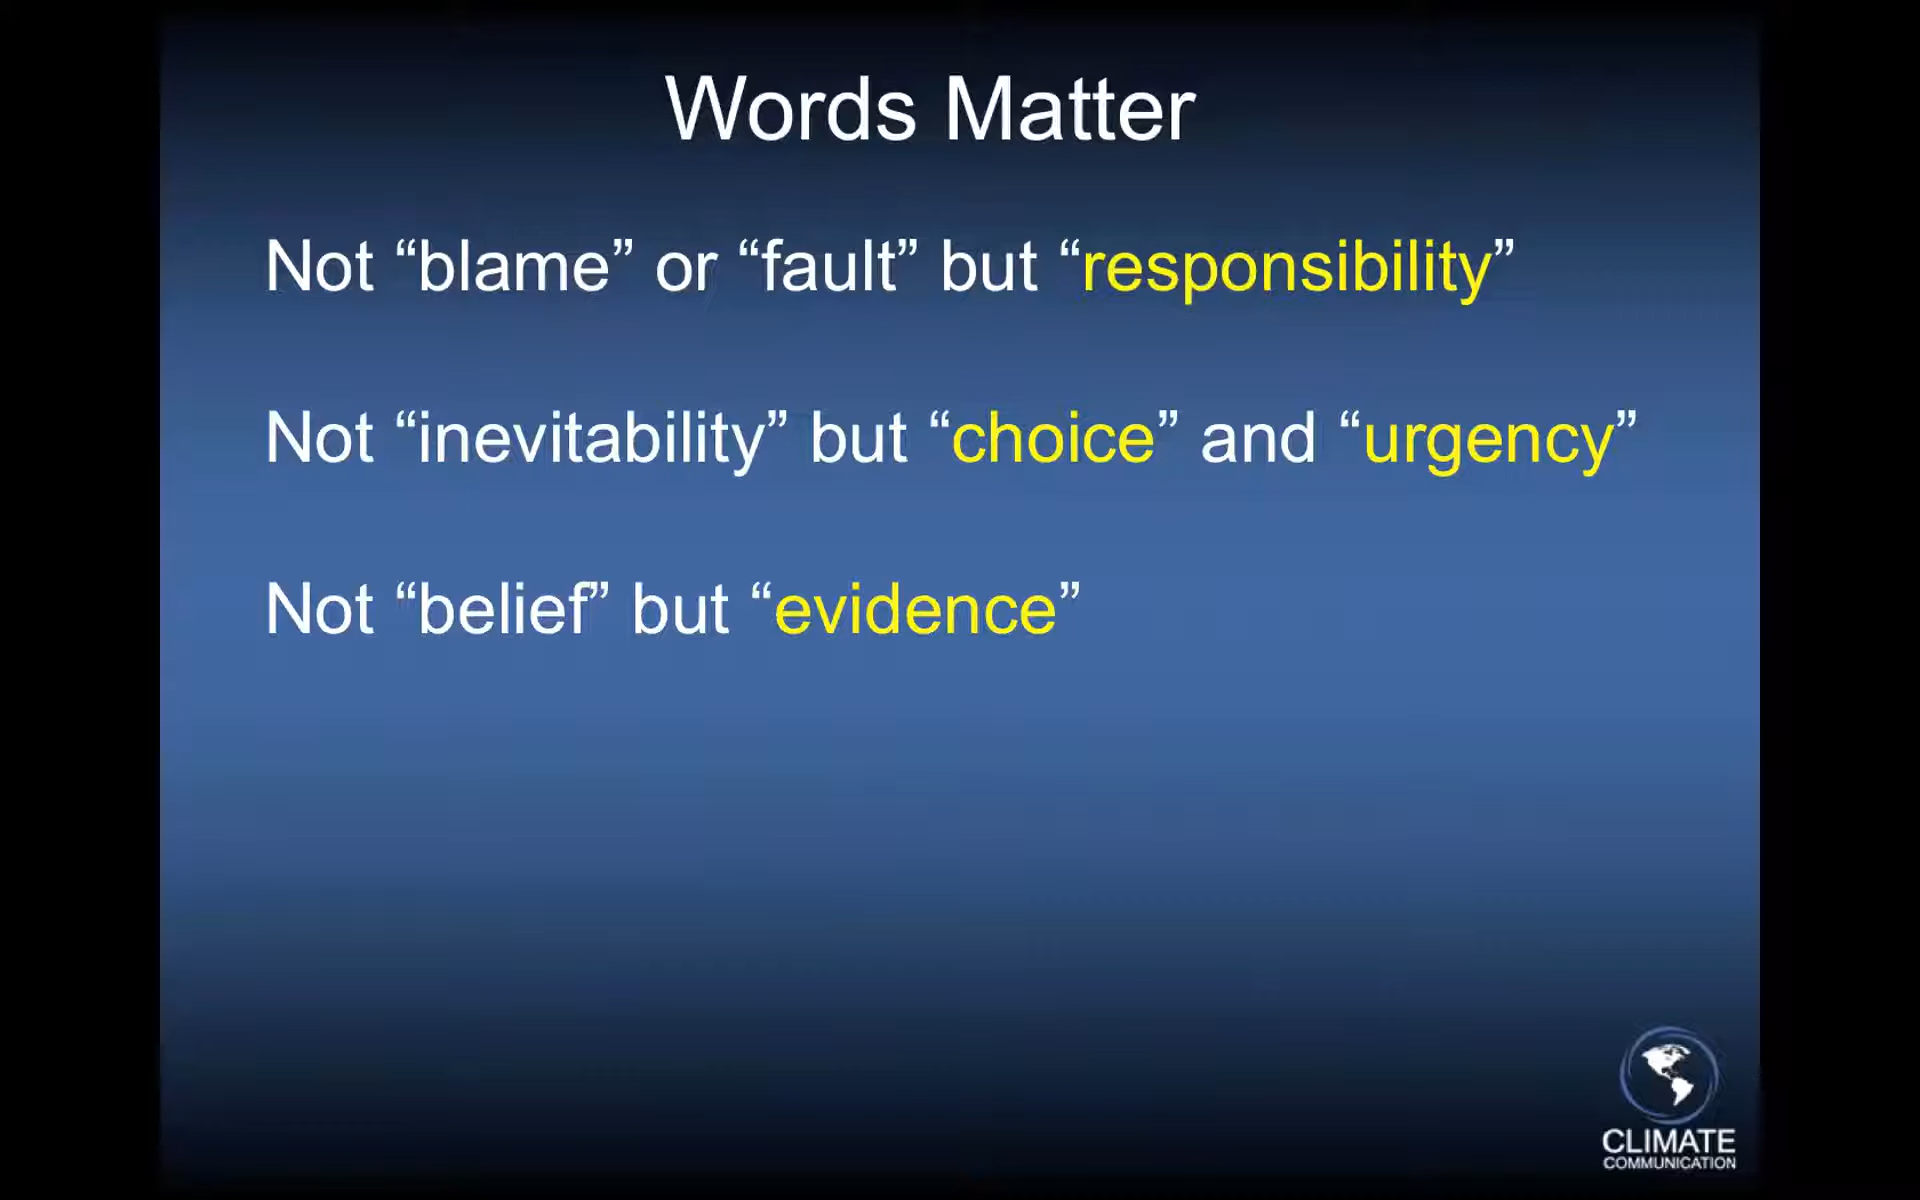 Words Matter
Not “blame” or “fault” but “responsibility”
Not “inevitability” but “choice” and “urgency”
Not “belief” but “evidence”
CLIMATE
COMMUNICATION